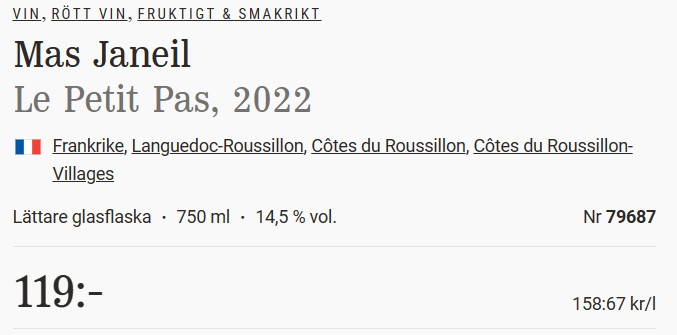 VIN, RÖTT VIN, FRUKTIGT & SMAKRIKT
Mas Janeil
Le Petit Pas, 2022
Frankrike, Languedoc-Roussillon, Côtes du Roussillon, Côtes du Roussillon-
Villages
Lättare glasflaska · 750 ml · 14,5 % vol. Nr 79687
119:- 158:67 kr/l